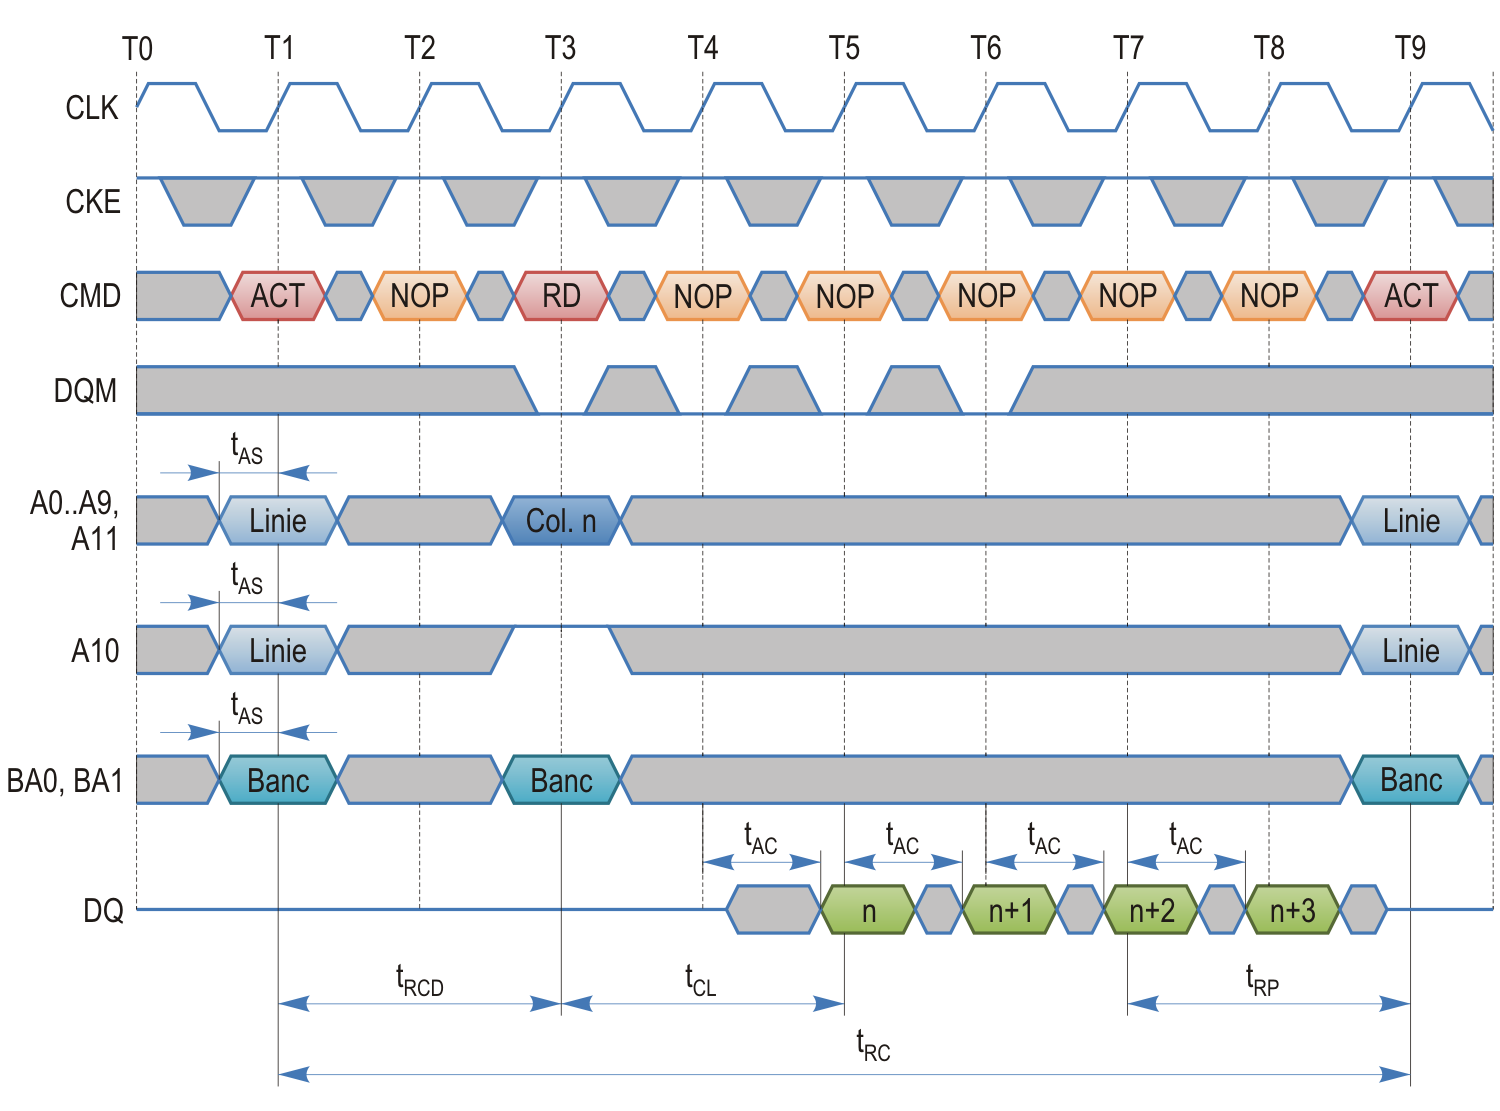 T0 T1 T2 T3 T4 T5 T6 T7 T8 T9
CLK
CKE
CMD ACT NOP RD NOP NOP NOP NOP NOP ACT
DQM
tAS
A0..A9,
A11
Linie Col. n Linie
tAS
A10 Linie Linie
tAS
BA0, BA1 Banc Banc Banc
tAC tAC tAC tAC
DQ n n+1 n+2 n+3
tRCD tCL tRP
tRC